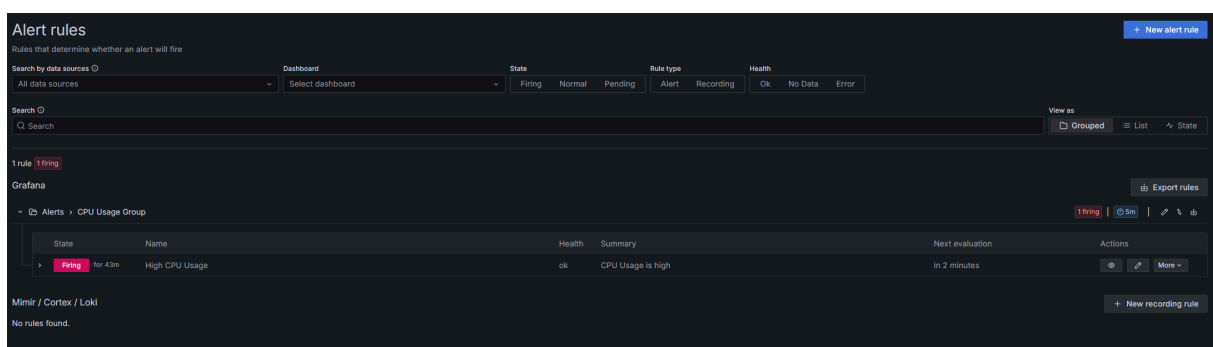 Alert rules
+ New alert rule
Rules that determine whether an alert will fire
Search by data sources Dashboard State Rule type Health
All data sources Select dashboard Firing Normal Pending Alert Recording Ok No Data Error
Search View as
Search Grouped List State
1 rule 1 firing
Grafana
Export rules
Alerts > CPU Usage Group 1 firing | 5m |
State Name Health Summary Next evaluation Actions
Firing for 43m High CPU Usage ok CPU Usage is high in 2 minutes More
Mimir / Cortex / Loki
+ New recording rule
No rules found.